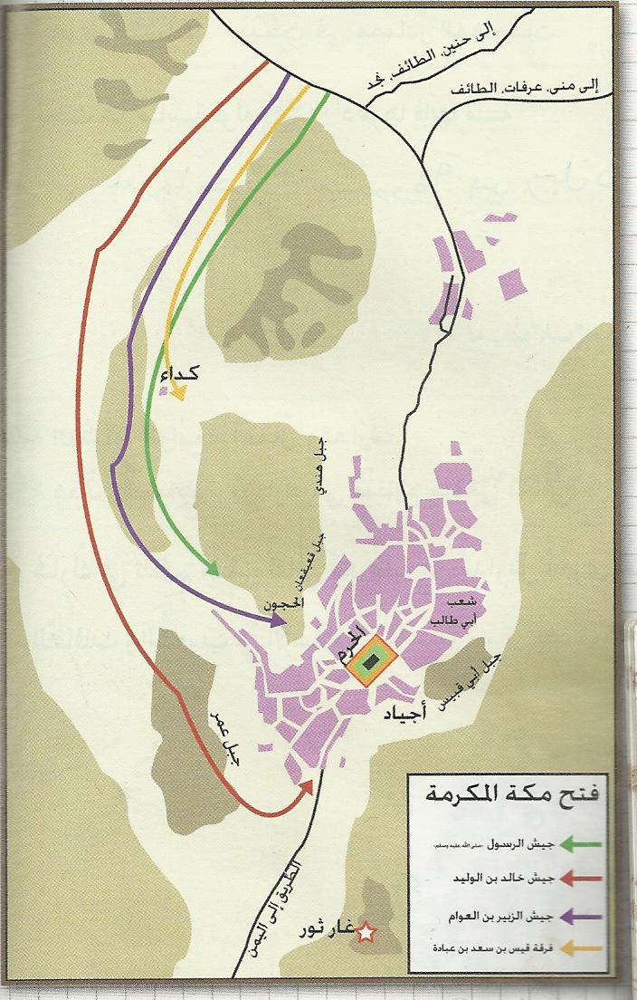 إلى حنين. الطائف. نجد
إلى منى. عرفات. الطائف
كداء
جبل هندي
جبل قعيقعان
الحجون
شعب
أبي طالب
الحرم
جبل أبي قبيس
أجياد
جبل عمر
الطريق إلى اليمن
غار ثور
فتح مكة المكرمة
جيش الرسول -صلى الله عليه وسلم-
جيش خالد بن الوليد
جيش الزبير بن العوام
فرقة قيس بن سعد بن عبادة